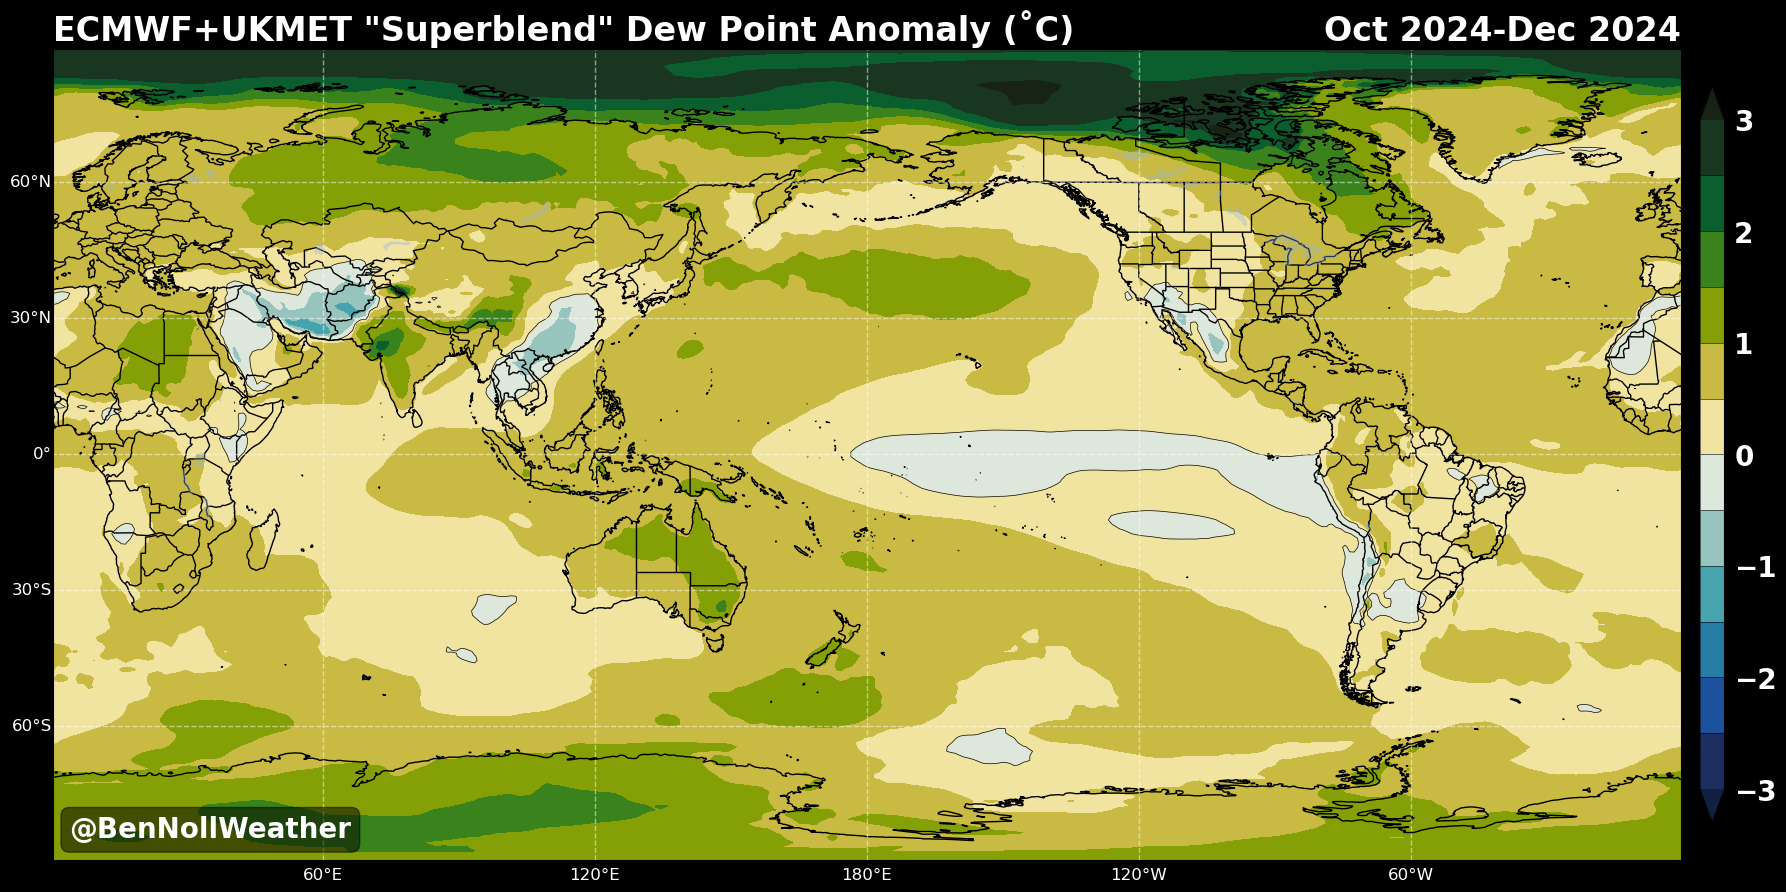 ECMWF+UKMET "Superblend" Dew Point Anomaly (˚C)
Oct 2024-Dec 2024
3
2
1
0
−1
−2
−3
60°N
30°N
0°
30°S
60°S
@BenNollWeather
60°E
120°E
180°E
120°W
60°W